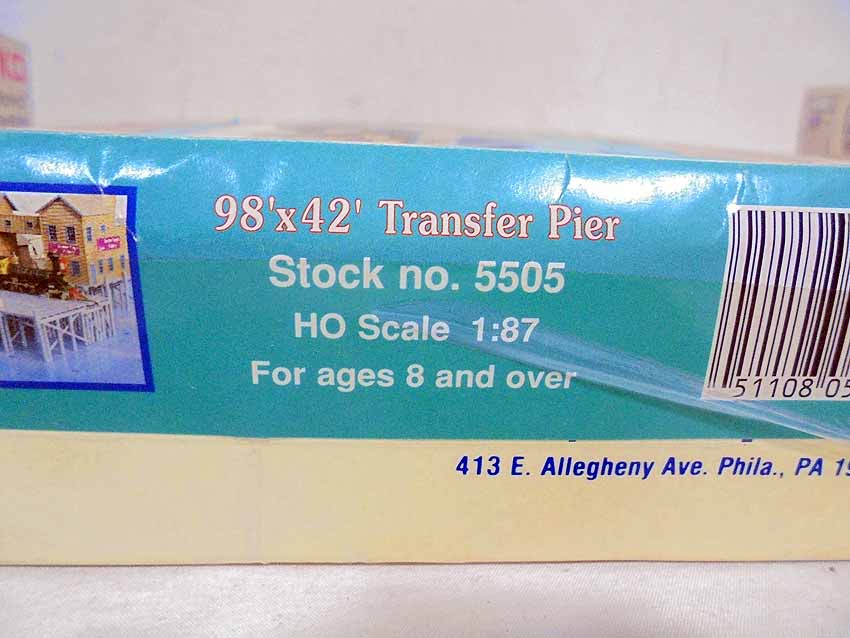 98'x42' Transfer Pier
Stock no. 5505
HO Scale 1:87
For ages 8 and over
51108 05
413 E. Allegheny Ave. Phila., PA 19